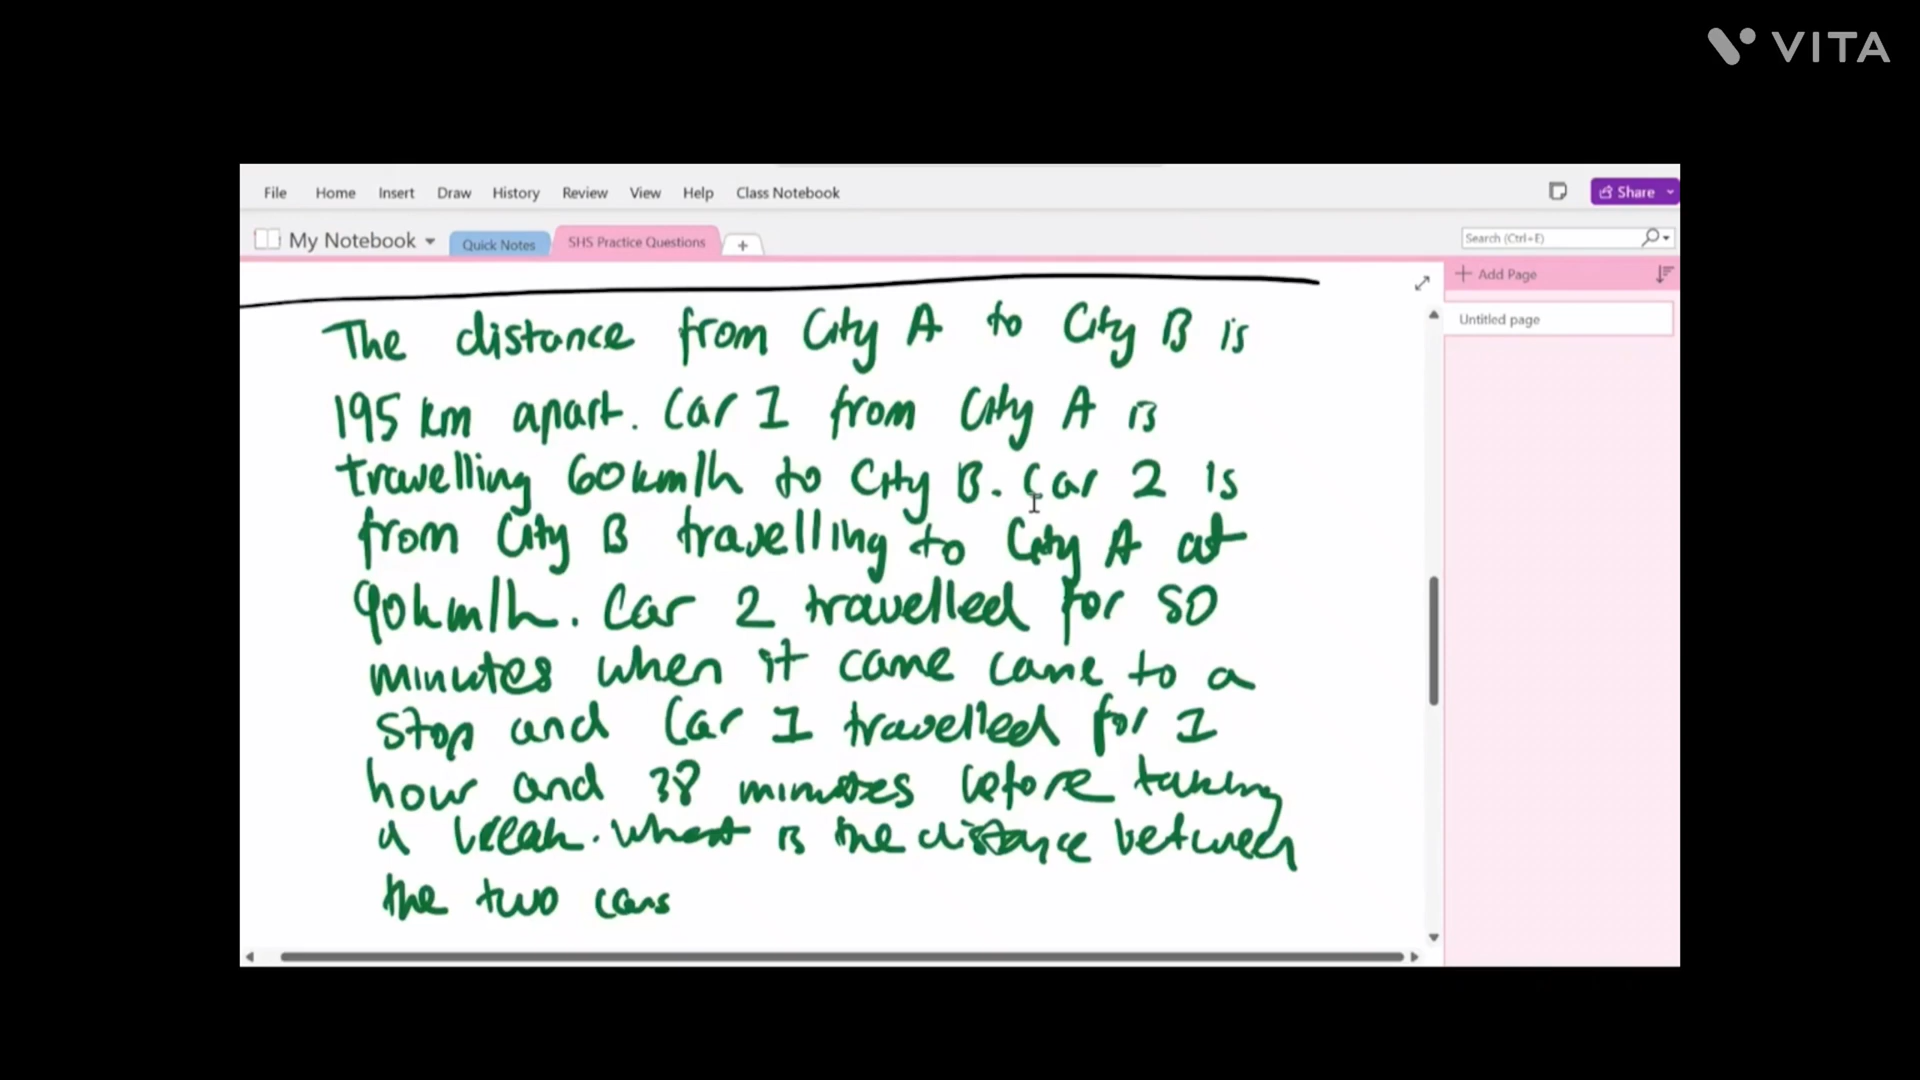 VITA
File Home Insert Draw History Review View Help Class Notebook
Share
My Notebook Quick Notes SHS Practice Questions +
Search (Ctrl+E)
Add Page
Untitled page
The distance from City A to City B is
195 km apart. Car 1 from City A is
travelling 60km/h to City B. Car 2 is
from City B travelling to City A at
90km/h. Car 2 travelled for 50
minutes when it came came to a
stop and Car 1 travelled for 1
hour and 38 minutes before taking
a break. What is the distance between
the two cars